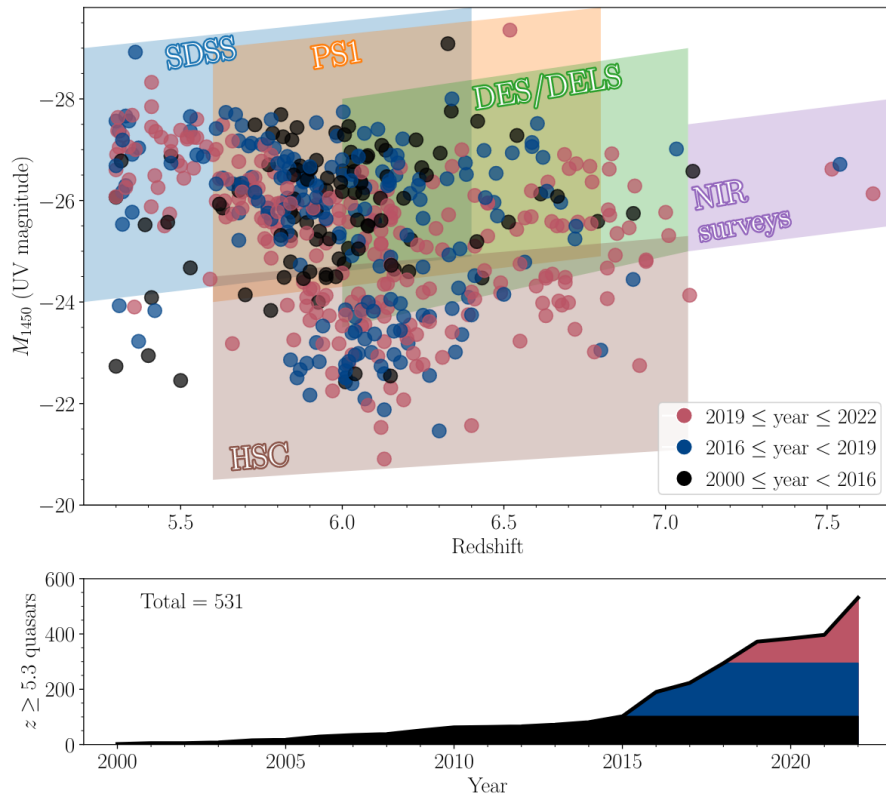 SDSS
PS1
DES/DELS
NIR
surveys
HSC
−28
−26
−24
−22
−20
M₁₄₅₀ (UV magnitude)
2019 ≤ year ≤ 2022
2016 ≤ year < 2019
2000 ≤ year < 2016
5.5 6.0 6.5 7.0 7.5
Redshift
Total = 531
600
400
200
0
z ≥ 5.3 quasars
2000 2005 2010 2015 2020
Year